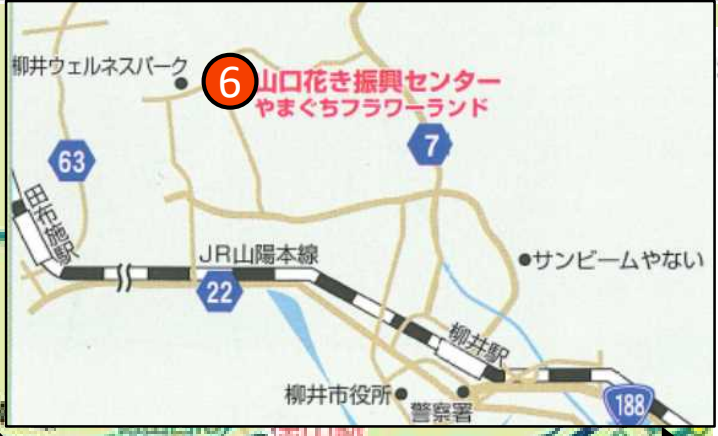 柳井ウェルネスパーク
6
山口花き振興センター
やまぐちフラワーランド
7
63
田布施駅
JR山陽本線
サンビームやない
22
柳井駅
柳井市役所
警察署
188